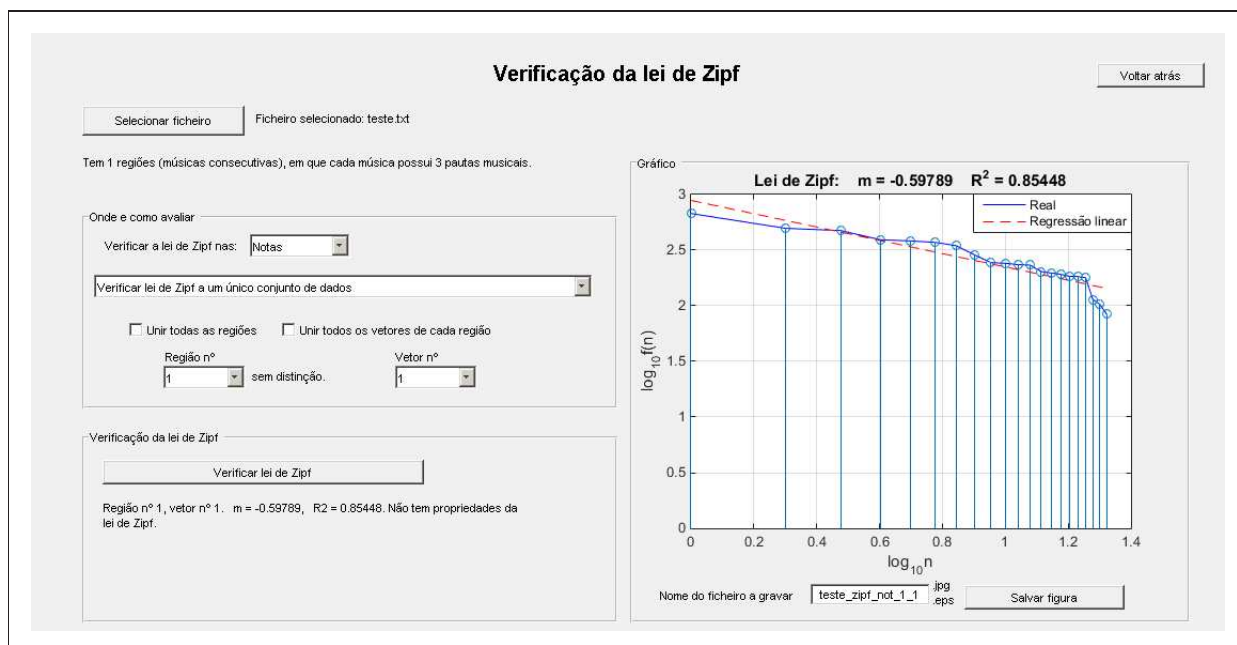 Verificação da lei de Zipf
Voltar atrás
Selecionar ficheiro
Ficheiro selecionado: teste.txt
Tem 1 regiões (músicas consecutivas), em que cada música possui 3 pautas musicais.
Onde e como avaliar
Verificar a lei de Zipf nas: Notas
Verificar lei de Zipf a um único conjunto de dados
Unir todas as regiões
Unir todos os vetores de cada região
Região nº
Vetor nº
1 sem distinção.
1
Verificação da lei de Zipf
Verificar lei de Zipf
Região nº 1, vetor nº 1. m = -0.59789, R2 = 0.85448. Não tem propriedades da
lei de Zipf.
Gráfico
Lei de Zipf: m = -0.59789 R² = 0.85448
Real
Regressão linear
3
2.5
2
1.5
1
0.5
0
log₁₀f(n)
0 0.2 0.4 0.6 0.8 1 1.2 1.4
log₁₀n
Nome do ficheiro a gravar
teste_zipf_not_1_1
.jpg
.eps
Salvar figura